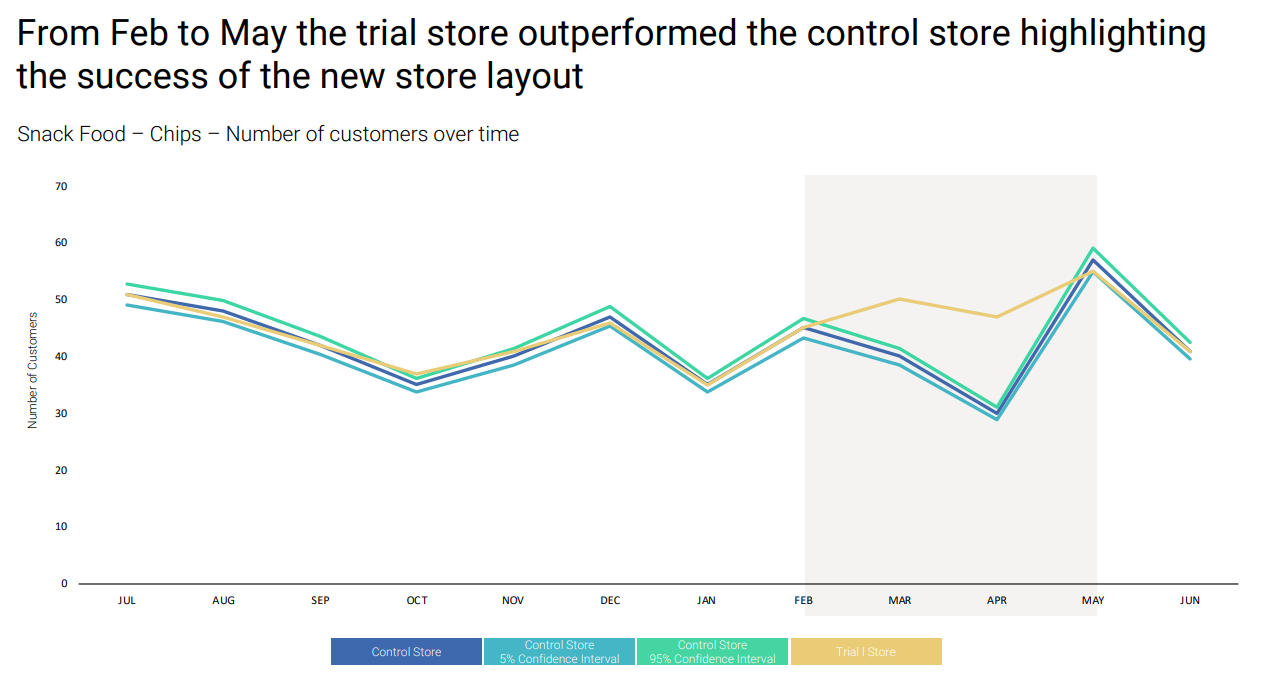 From Feb to May the trial store outperformed the control store highlighting
the success of the new store layout
Snack Food – Chips – Number of customers over time
Number of Customers
70
60
50
40
30
20
10
0
JUL AUG SEP OCT NOV DEC JAN FEB MAR APR MAY JUN
Control Store
Control Store
5% Confidence Interval
Control Store
95% Confidence Interval
Trial I Store